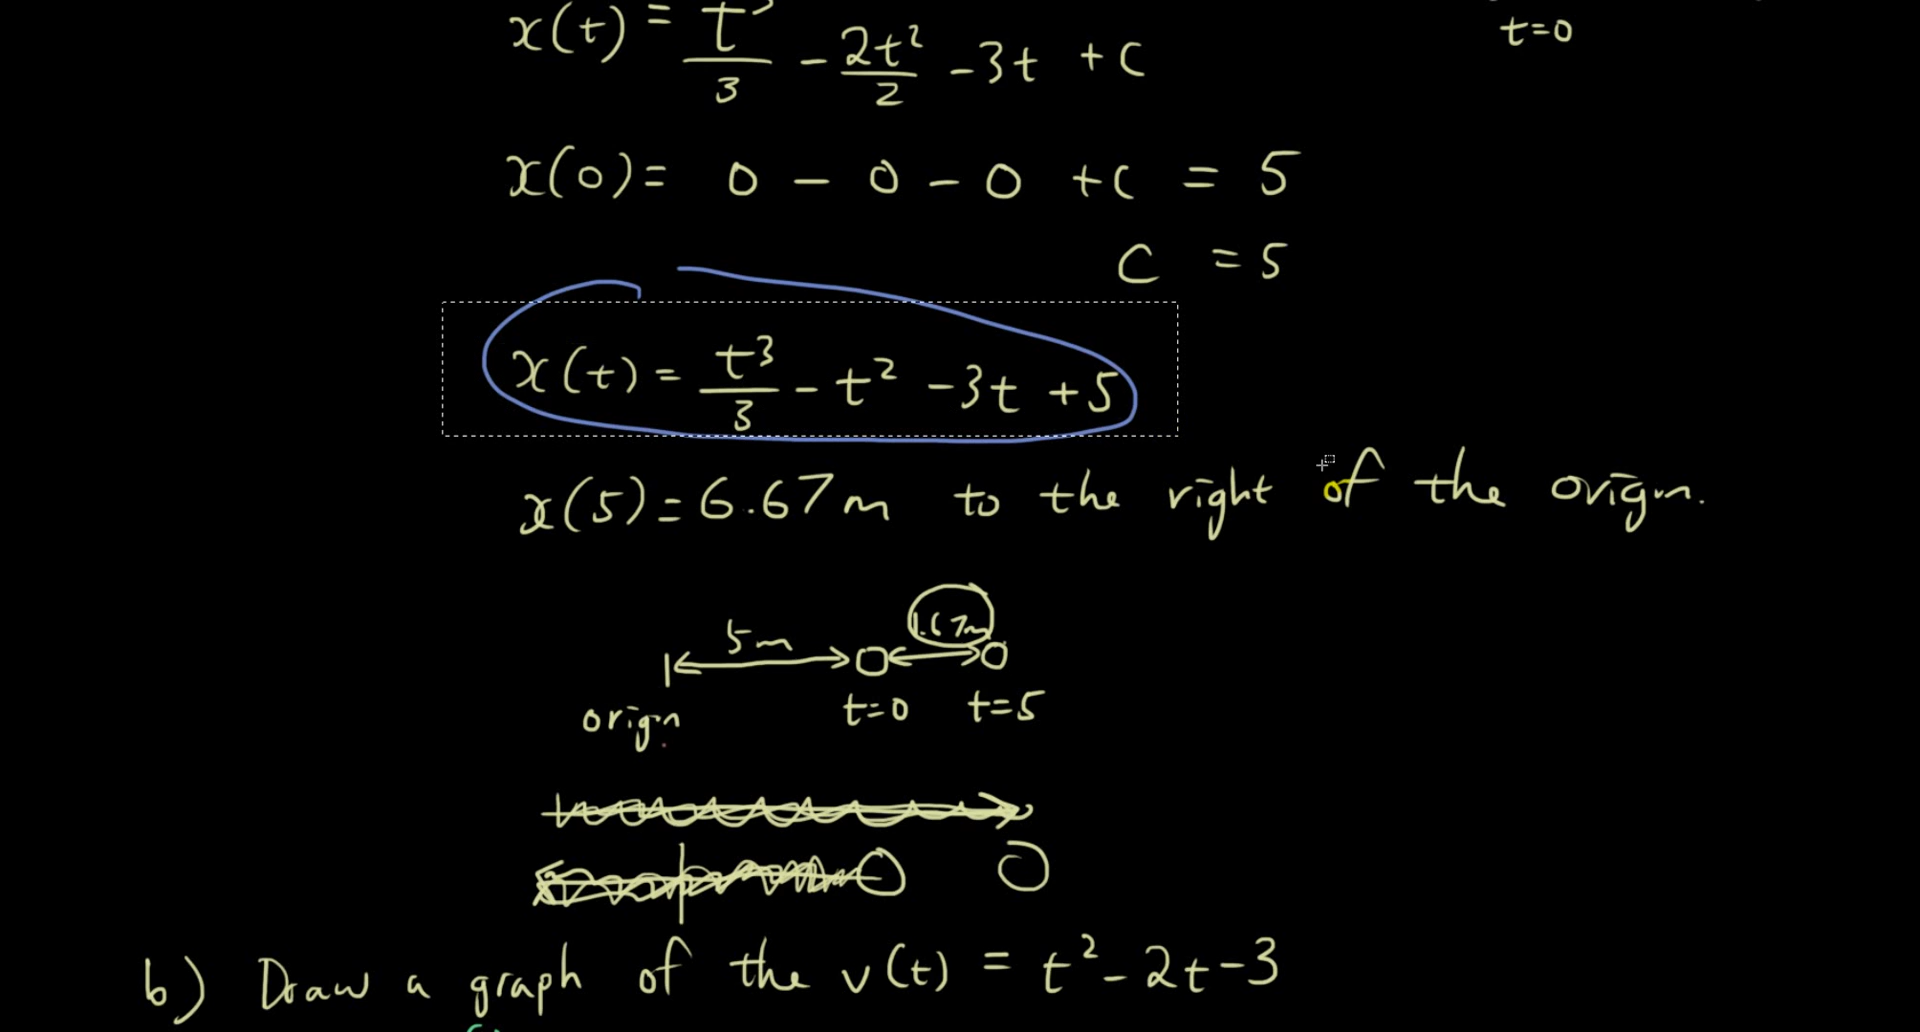 x(t) = t³/3 - 2t²/2 - 3t + c
t=0
x(0) = 0 - 0 - 0 + c = 5
c = 5
x(t) = t³/3 - t² - 3t + 5
x(5) = 6.67m to the right of the origin.
5m 1.67m
origin t=0 t=5
b) Draw a graph of the v(t) = t² - 2t - 3